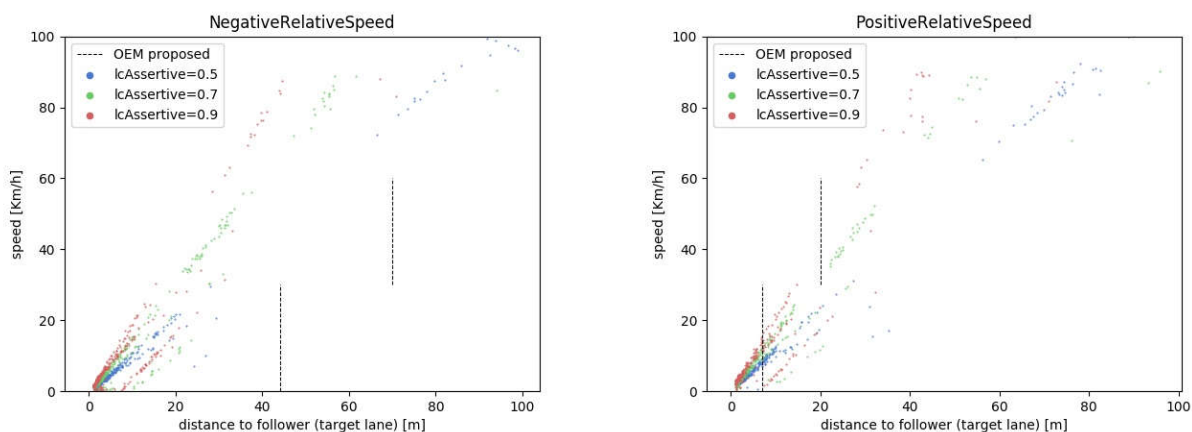 NegativeRelativeSpeed
100
80
60
40
20
0
speed [Km/h]
OEM proposed
lcAssertive=0.5
lcAssertive=0.7
lcAssertive=0.9
0 20 40 60 80 100
distance to follower (target lane) [m]
PositiveRelativeSpeed
100
80
60
40
20
0
speed [Km/h]
OEM proposed
lcAssertive=0.5
lcAssertive=0.7
lcAssertive=0.9
0 20 40 60 80 100
distance to follower (target lane) [m]